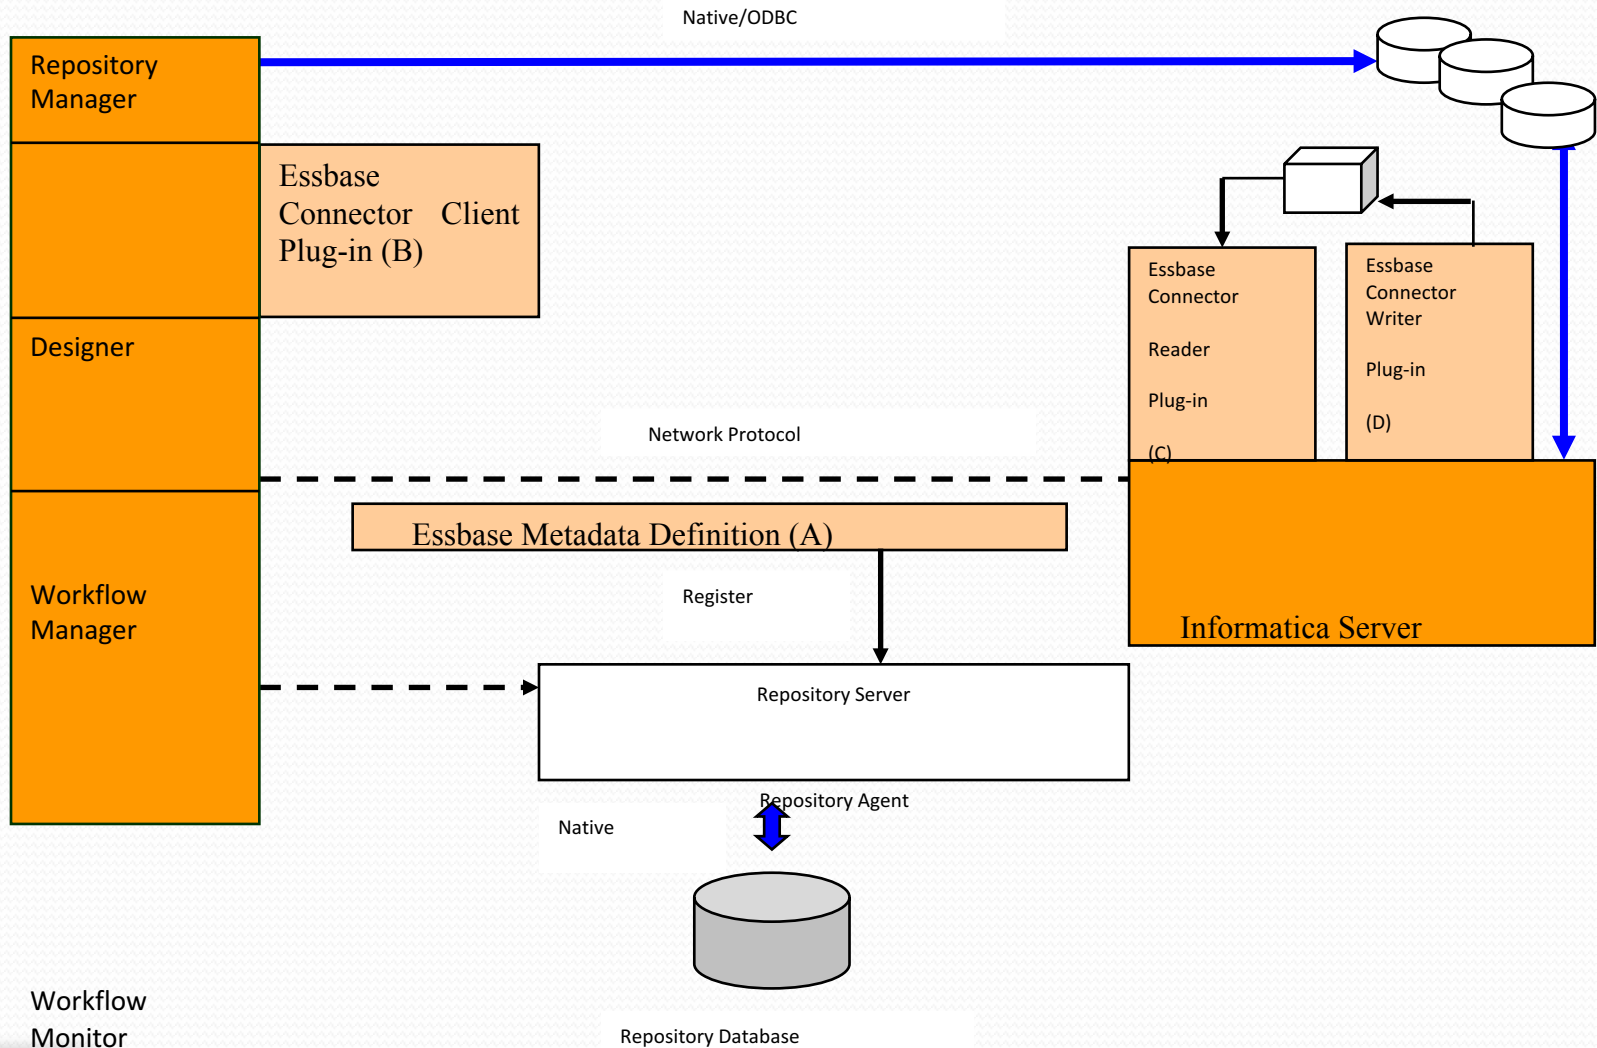 Native/ODBC
Repository
Manager
Essbase
Connector Client
Plug-in (B)
Designer
Essbase
Connector
Reader
Plug-in
(C)
Essbase
Connector
Writer
Plug-in
(D)
Network Protocol
Essbase Metadata Definition (A)
Workflow
Manager
Register
Informatica Server
Repository Server
Repository Agent
Native
Workflow
Monitor
Repository Database